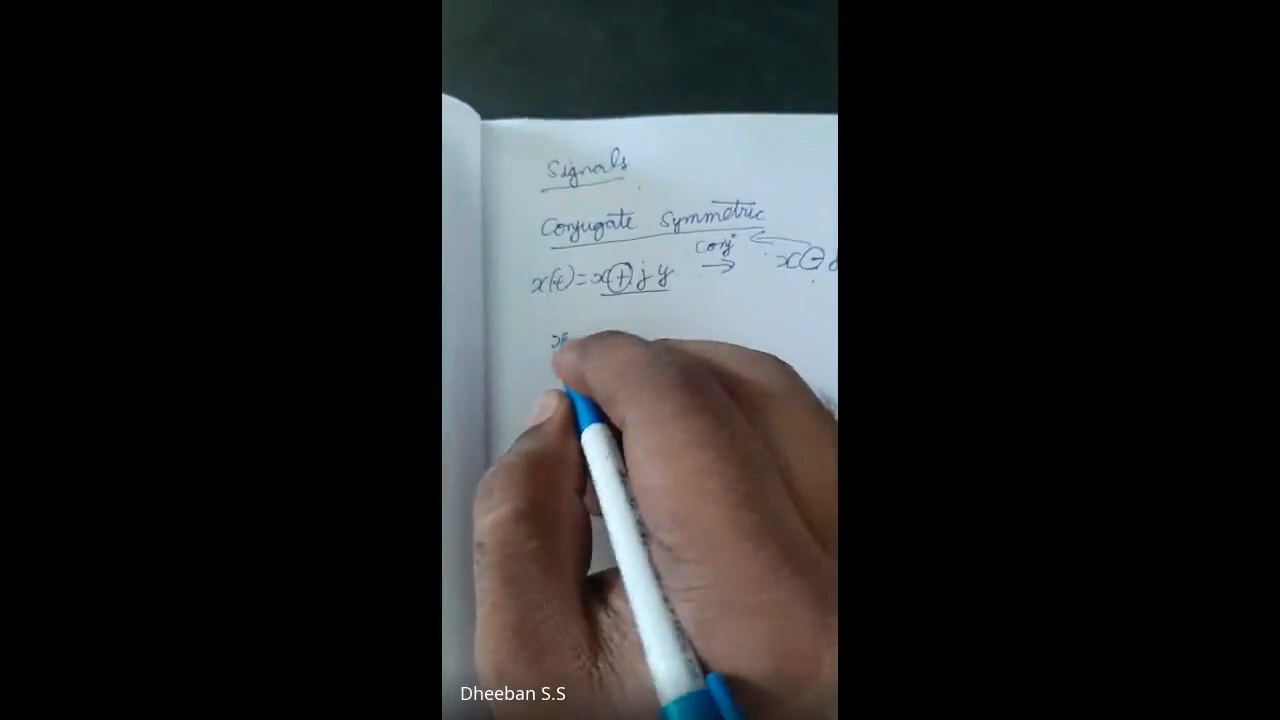 Signals
Conjugate Symmetric
x(t) = x + jy conj → x -
x
Dheeban S.S